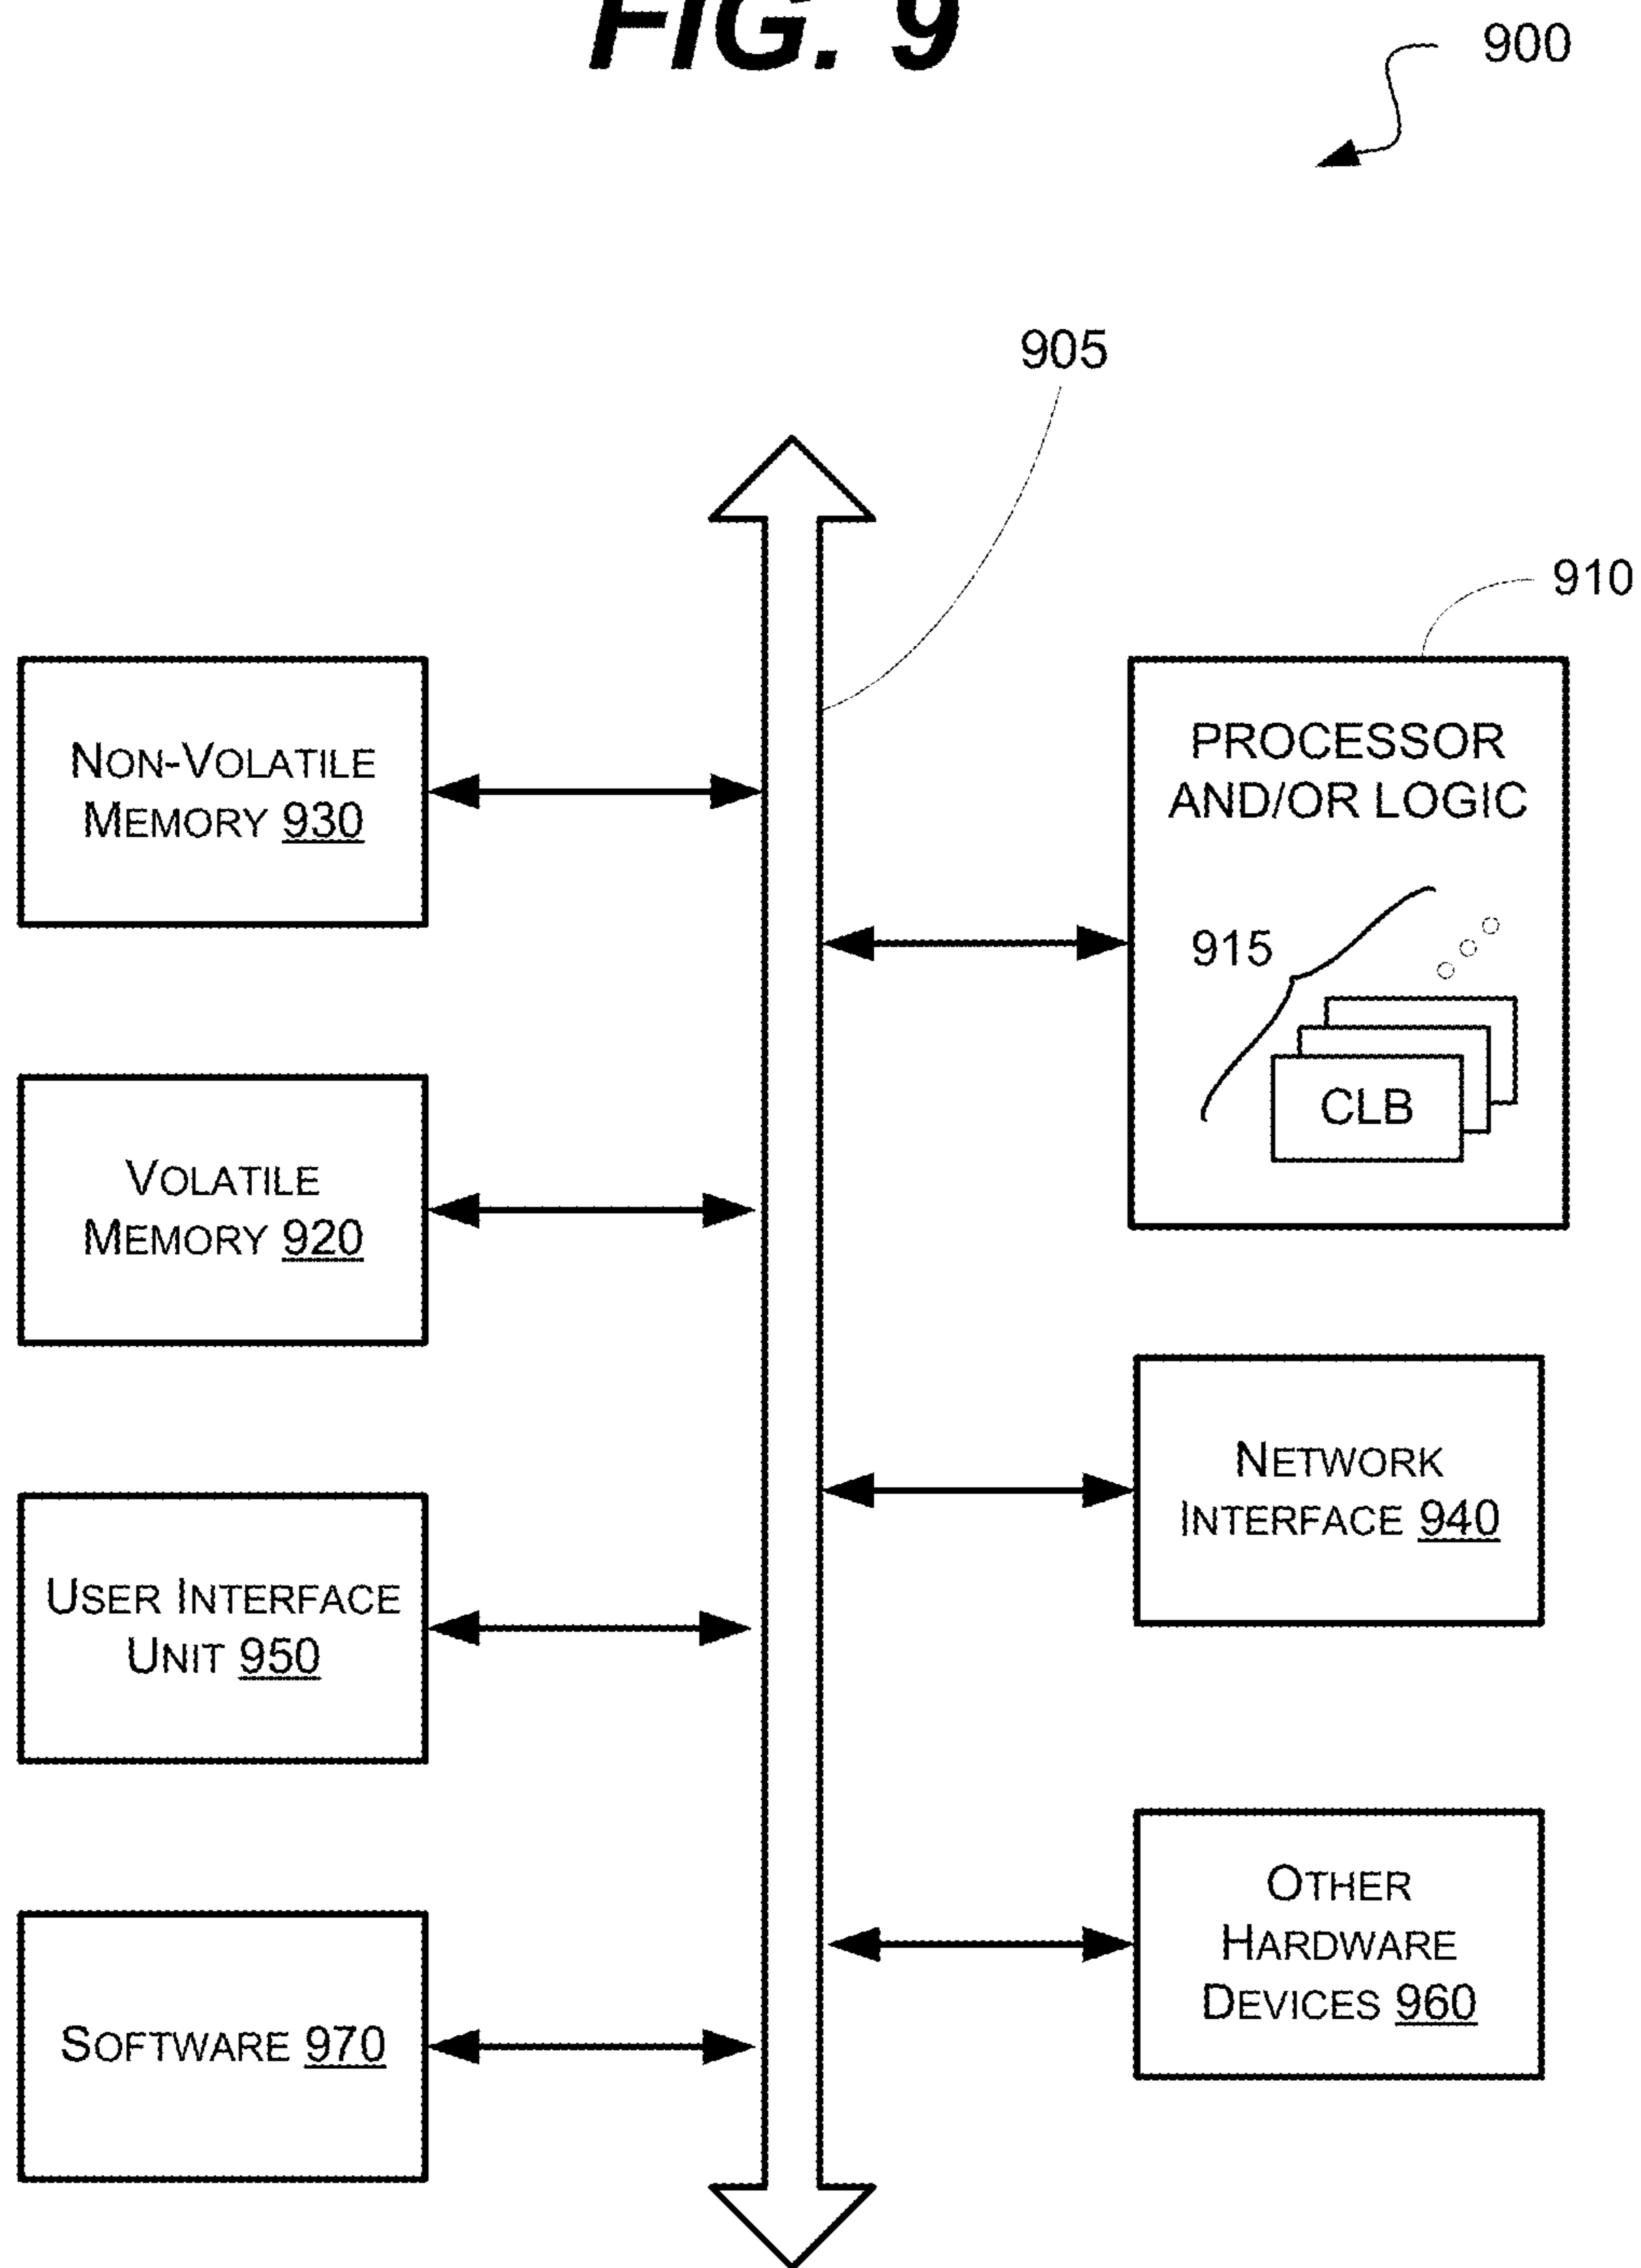 FIG. 9
900
905
910
NON-VOLATILE
MEMORY 930
PROCESSOR
AND/OR LOGIC
915
CLB
VOLATILE
MEMORY 920
NETWORK
INTERFACE 940
USER INTERFACE
UNIT 950
OTHER
HARDWARE
DEVICES 960
SOFTWARE 970